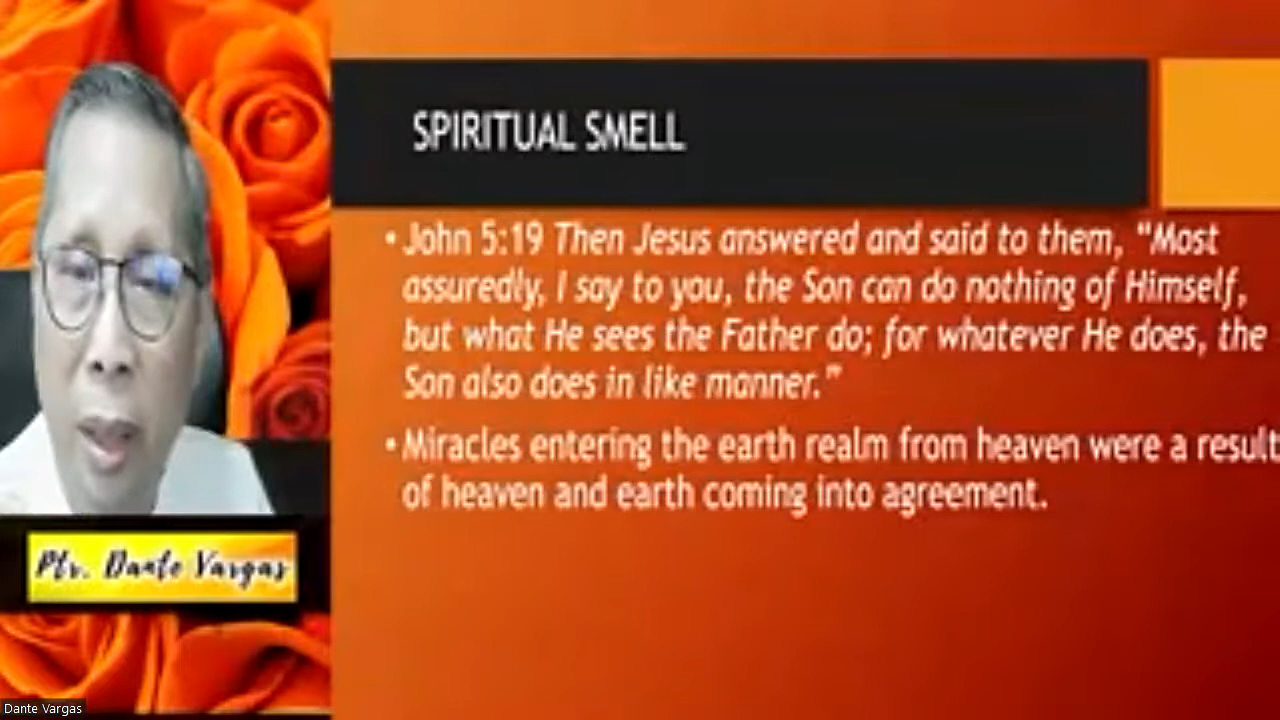 SPIRITUAL SMELL
•John 5:19 Then Jesus answered and said to them, “Most
assuredly, I say to you, the Son can do nothing of Himself,
but what He sees the Father do; for whatever He does, the
Son also does in like manner.”
•Miracles entering the earth realm from heaven were a result
of heaven and earth coming into agreement.
Ptr. Dante Vargas
Dante Vargas